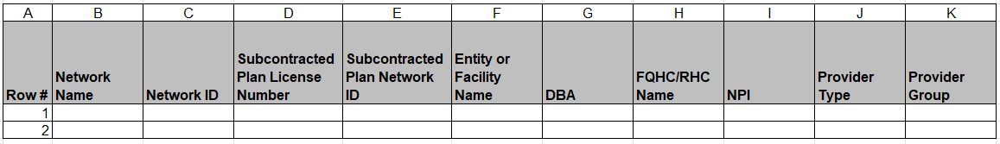 A B C D E F G H I J K
Subcontracted Subcontracted Entity or
Network Plan License Plan Network Facility FQHC/RHC Provider Provider
Row # Name Network ID Number ID Name DBA Name NPI Type Group
1
2